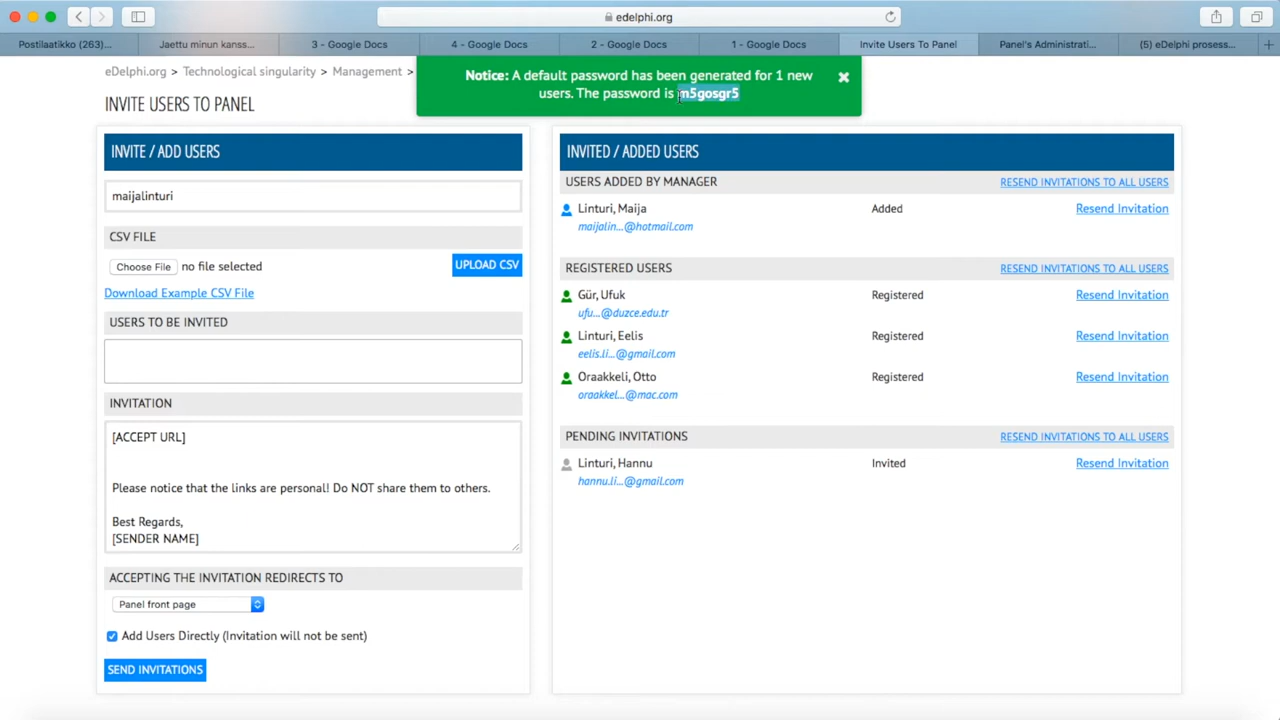 edelphi.org
Postilaatikko (263)...
Jaettu minun kanss...
3 - Google Docs
4 - Google Docs
2 - Google Docs
1 - Google Docs
Invite Users To Panel
Panel's Administrati...
(5) eDelphi prosess...
eDelphi.org > Technological singularity > Management >
Notice: A default password has been generated for 1 new
users. The password is m5gosgr5
INVITE USERS TO PANEL
INVITE / ADD USERS
maijalinturi
CSV FILE
Choose File no file selected
UPLOAD CSV
Download Example CSV File
USERS TO BE INVITED
INVITATION
[ACCEPT URL]
Please notice that the links are personal! Do NOT share them to others.
Best Regards,
[SENDER NAME]
ACCEPTING THE INVITATION REDIRECTS TO
Panel front page
Add Users Directly (Invitation will not be sent)
SEND INVITATIONS
INVITED / ADDED USERS
USERS ADDED BY MANAGER RESEND INVITATIONS TO ALL USERS
Linturi, Maija Added Resend Invitation
maijalin...@hotmail.com
REGISTERED USERS RESEND INVITATIONS TO ALL USERS
Gür, Ufuk Registered Resend Invitation
ufu...@duzce.edu.tr
Linturi, Eelis Registered Resend Invitation
eelis.li...@gmail.com
Oraakkeli, Otto Registered Resend Invitation
oraakkel...@mac.com
PENDING INVITATIONS RESEND INVITATIONS TO ALL USERS
Linturi, Hannu Invited Resend Invitation
hannu.li...@gmail.com